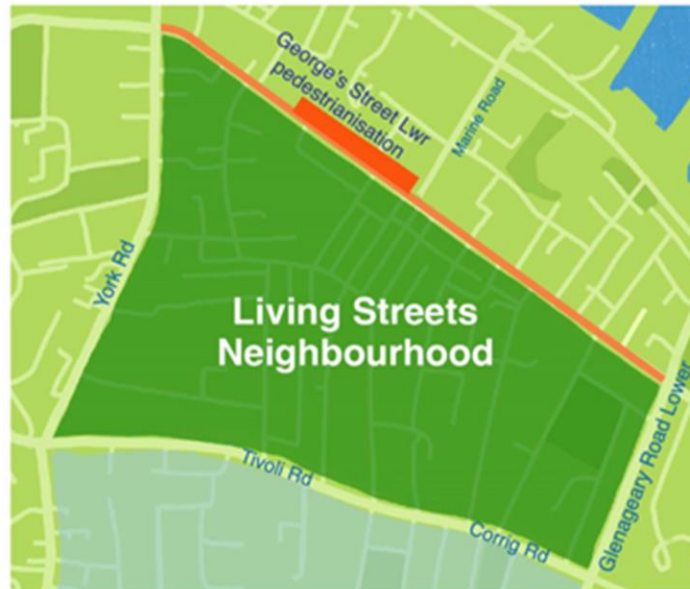 George's Street Lwr
pedestrianisation
Marine Road
York Rd
Living Streets
Neighbourhood
Tivoli Rd
Corrig Rd
Glenageary Road Lower